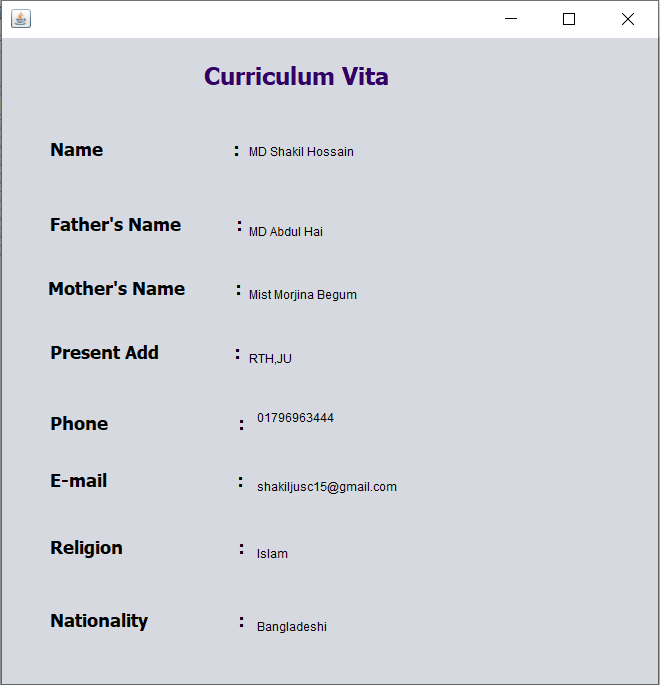 Curriculum Vita
Name : MD Shakil Hossain
Father's Name : MD Abdul Hai
Mother's Name : Mist Morjina Begum
Present Add : RTH,JU
Phone : 01796963444
E-mail : shakiljusc15@gmail.com
Religion : Islam
Nationality : Bangladeshi